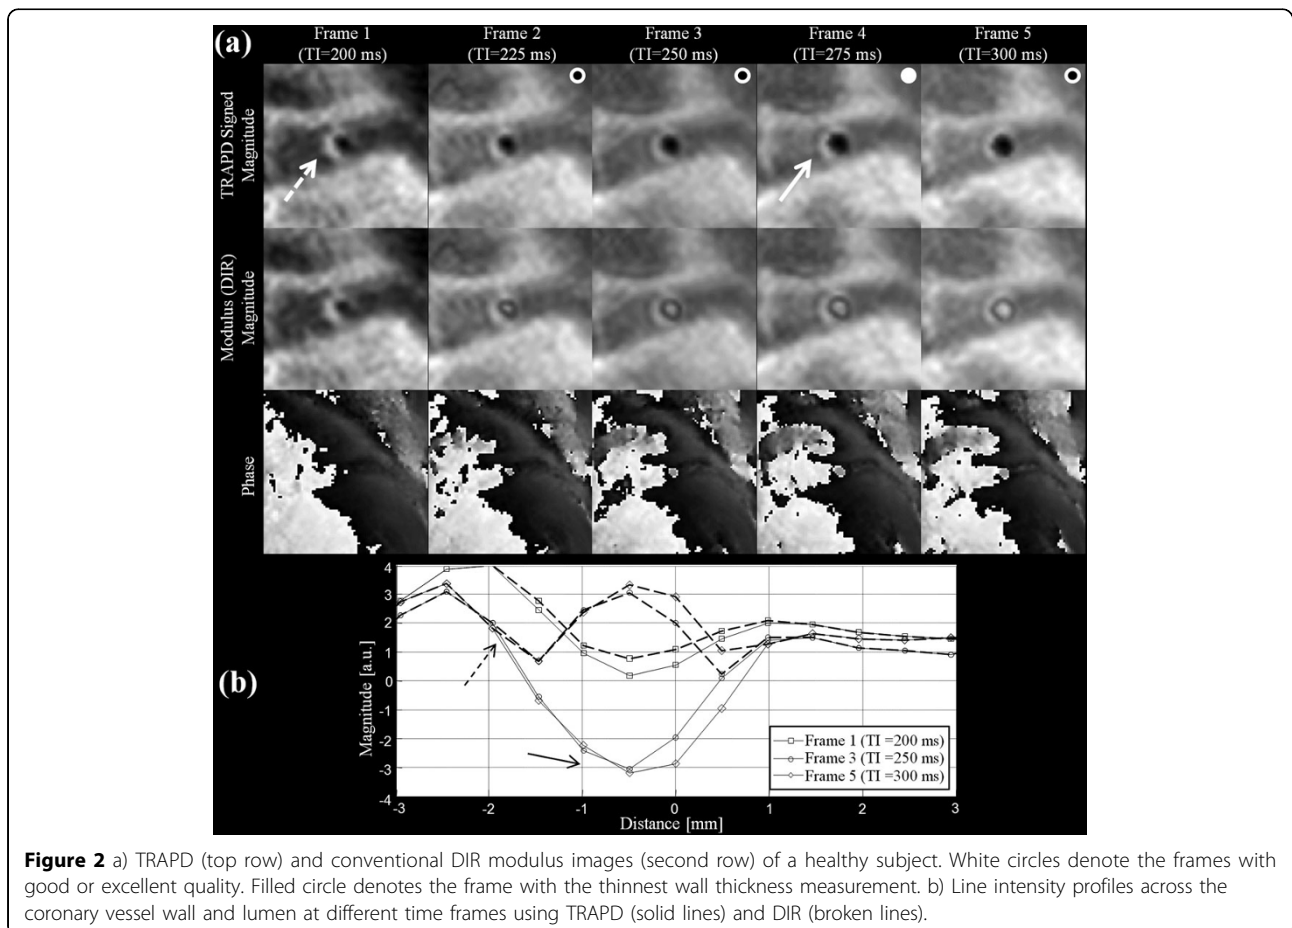 (a)
Frame 1 Frame 2 Frame 3 Frame 4 Frame 5
(TI=200 ms) (TI=225 ms) (TI=250 ms) (TI=275 ms) (TI=300 ms)
TRAPD Signed
Magnitude
Modulus (DIR)
Magnitude
Phase
(b)
Magnitude [a.u.]
4
3
2
1
0
-1
-2
-3
-4
Frame 1 (TI =200 ms)
Frame 3 (TI =250 ms)
Frame 5 (TI =300 ms)
-3 -2 -1 0 1 2 3
Distance [mm]
Figure 2 a) TRAPD (top row) and conventional DIR modulus images (second row) of a healthy subject. White circles denote the frames with
good or excellent quality. Filled circle denotes the frame with the thinnest wall thickness measurement. b) Line intensity profiles across the
coronary vessel wall and lumen at different time frames using TRAPD (solid lines) and DIR (broken lines).